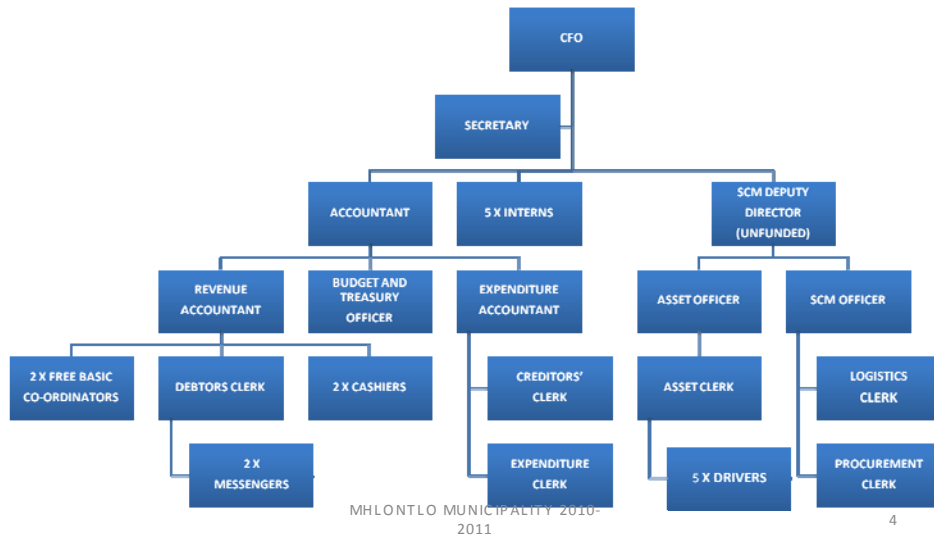 CFO
SECRETARY
ACCOUNTANT
5 X INTERNS
SCM DEPUTY
DIRECTOR
(UNFUNDED)
REVENUE
ACCOUNTANT
BUDGET AND
TREASURY
OFFICER
EXPENDITURE
ACCOUNTANT
ASSET OFFICER
SCM OFFICER
2 X FREE BASIC
CO-ORDINATORS
DEBTORS CLERK
2 X CASHIERS
CREDITORS’
CLERK
ASSET CLERK
LOGISTICS
CLERK
2 X
MESSENGERS
EXPENDITURE
CLERK
5 X DRIVERS
PROCUREMENT
CLERK
MHLONTLO MUNICIPALITY 2010-
2011
4